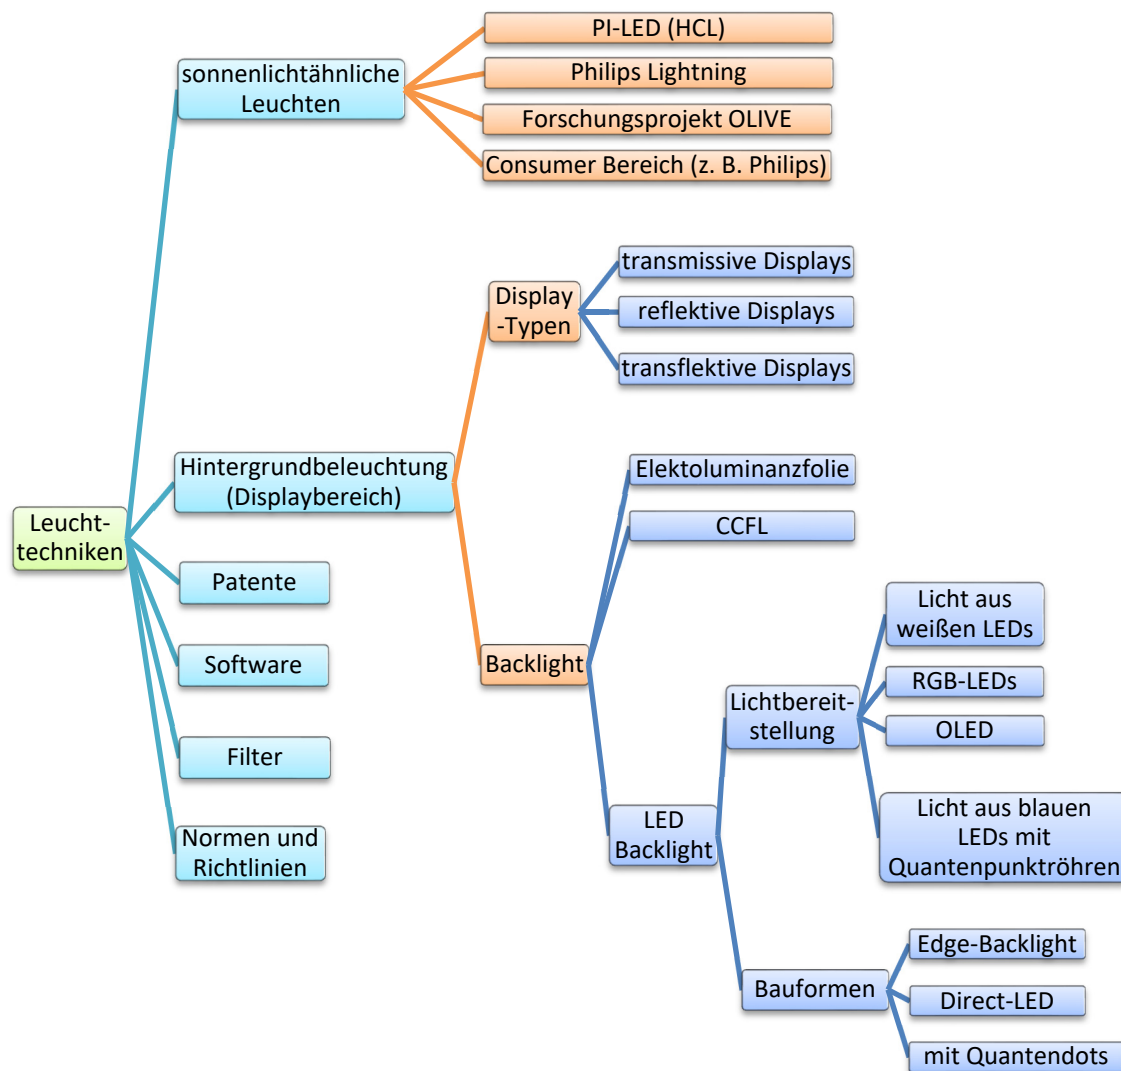 PI-LED (HCL)
sonnenlichtähnliche
Leuchten
Philips Lightning
Forschungsprojekt OLIVE
Consumer Bereich (z. B. Philips)
transmissive Displays
Display
-Typen
reflektive Displays
transflektive Displays
Hintergrundbeleuchtung
(Displaybereich)
Elektoluminanzfolie
CCFL
Leucht-
techniken
Patente
Software
Filter
Normen und
Richtlinien
Backlight
Licht aus
weißen LEDs
Lichtbereit-
stellung
RGB-LEDs
OLED
Licht aus blauen
LEDs mit
Quantenpunktröhren
LED
Backlight
Edge-Backlight
Bauformen
Direct-LED
mit Quantendots